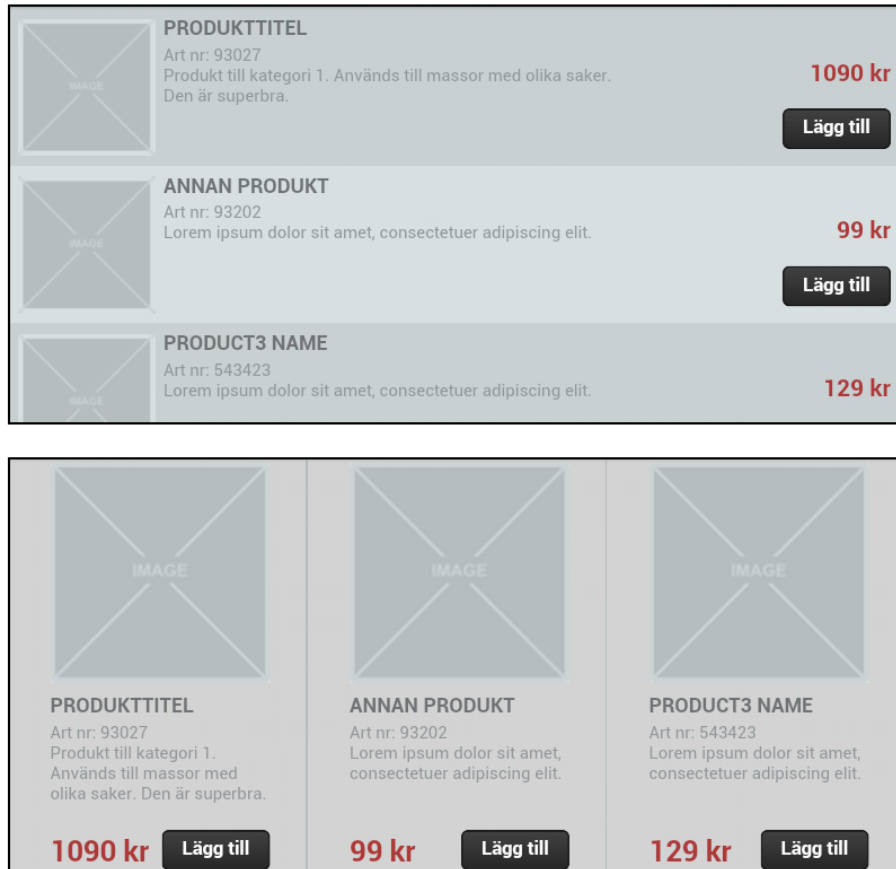 IMAGE
PRODUKTTITEL
Art nr: 93027
Produkt till kategori 1. Används till massor med olika saker.
Den är superbra.
1090 kr
Lägg till
IMAGE
ANNAN PRODUKT
Art nr: 93202
Lorem ipsum dolor sit amet, consectetuer adipiscing elit.
99 kr
Lägg till
IMAGE
PRODUCT3 NAME
Art nr: 543423
Lorem ipsum dolor sit amet, consectetuer adipiscing elit.
129 kr
IMAGE
PRODUKTTITEL
Art nr: 93027
Produkt till kategori 1.
Används till massor med
olika saker. Den är superbra.
1090 kr
Lägg till
IMAGE
ANNAN PRODUKT
Art nr: 93202
Lorem ipsum dolor sit amet,
consectetuer adipiscing elit.
99 kr
Lägg till
IMAGE
PRODUCT3 NAME
Art nr: 543423
Lorem ipsum dolor sit amet,
consectetuer adipiscing elit.
129 kr
Lägg till